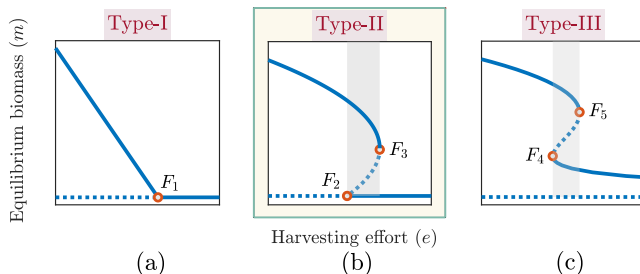 Type-I Type-II Type-III
Equilibrium biomass (m)
F₁ F₂ F₃ F₄ F₅
Harvesting effort (e)
(a) (b) (c)